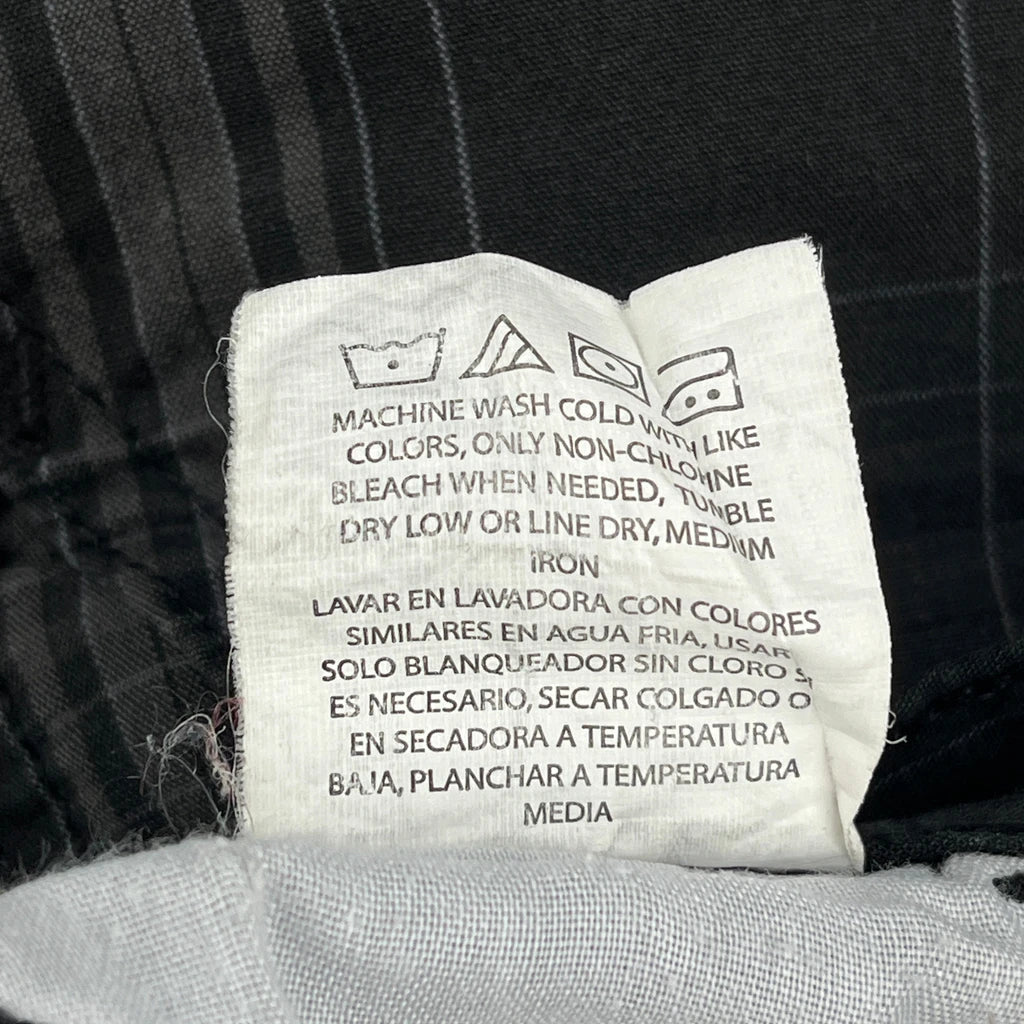 MACHINE WASH COLD WITH LIKE
COLORS, ONLY NON-CHLORINE
BLEACH WHEN NEEDED, TUMBLE
DRY LOW OR LINE DRY, MEDIUM
IRON
LAVAR EN LAVADORA CON COLORES
SIMILARES EN AGUA FRIA, USAR
SOLO BLANQUEADOR SIN CLORO SI
ES NECESARIO, SECAR COLGADO O
EN SECADORA A TEMPERATURA
BAJA, PLANCHAR A TEMPERATURA
MEDIA